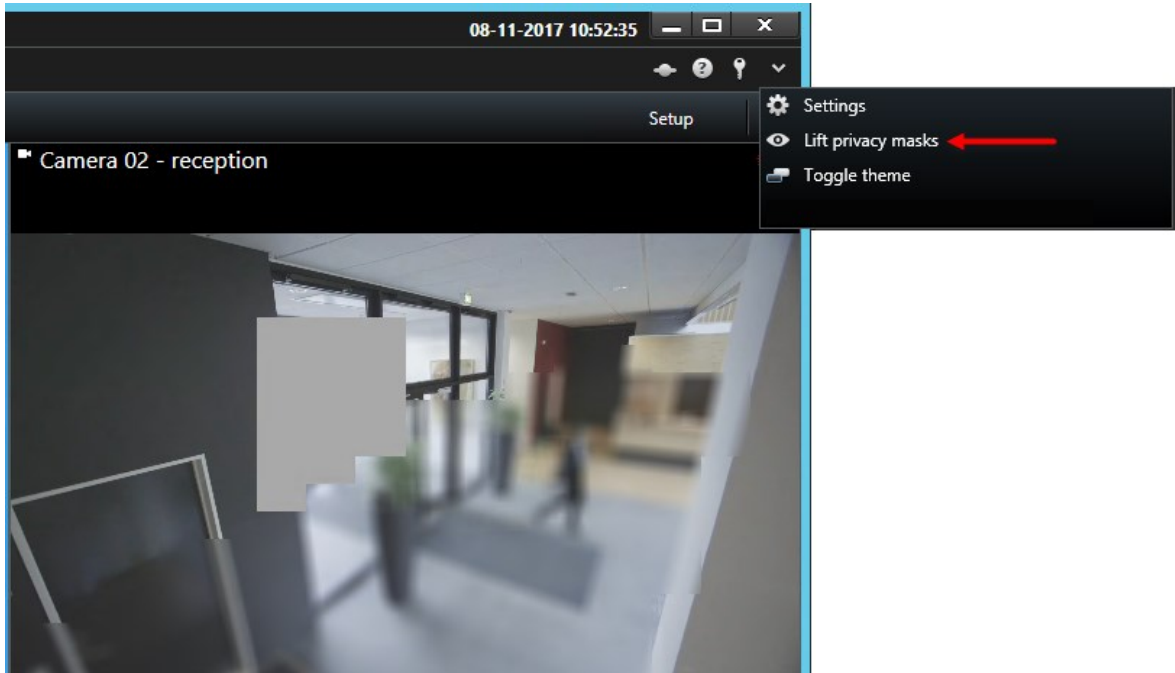 08-11-2017 10:52:35
Setup
Settings
Lift privacy masks
Toggle theme
Camera 02 - reception